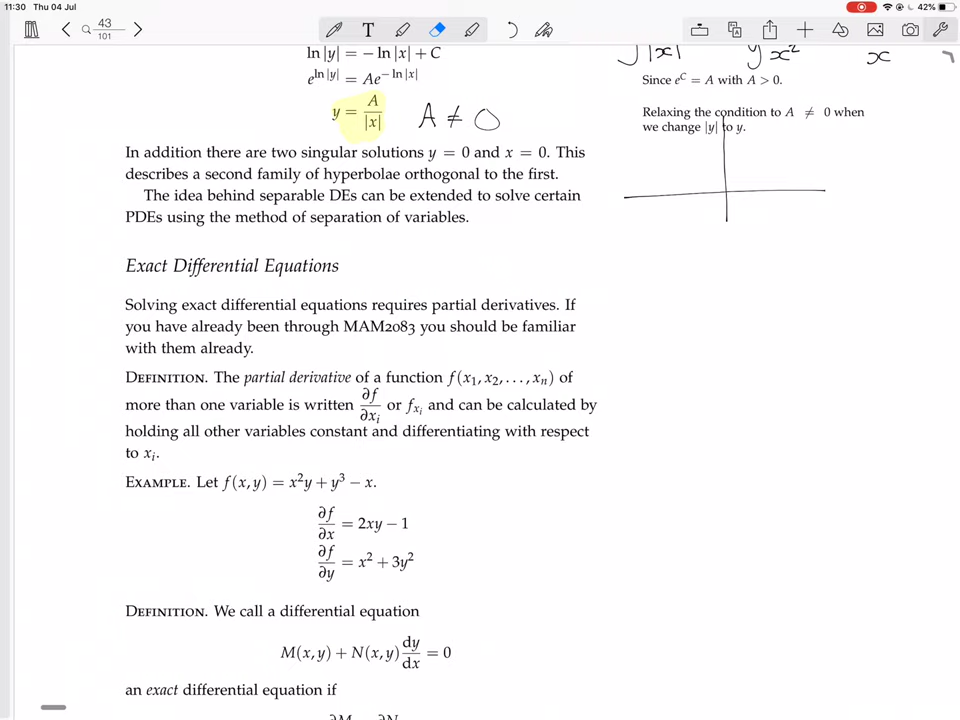 11:30 Thu 04 Jul
42%
43
101
T
ln |y| = − ln |x| + C
e^{ln|y|} = Ae^{− ln|x|}
y = A/|x|
A ≠ 0
|x|
y x²
x
Since e^C = A with A > 0.
Relaxing the condition to A ≠ 0 when
we change |y| to y.
In addition there are two singular solutions y = 0 and x = 0. This
describes a second family of hyperbolae orthogonal to the first.
The idea behind separable DEs can be extended to solve certain
PDEs using the method of separation of variables.
Exact Differential Equations
Solving exact differential equations requires partial derivatives. If
you have already been through MAM2083 you should be familiar
with them already.
DEFINITION. The partial derivative of a function f(x₁, x₂, . . . , xₙ) of
more than one variable is written ∂f/∂xᵢ or f_{xᵢ} and can be calculated by
holding all other variables constant and differentiating with respect
to xᵢ.
EXAMPLE. Let f(x, y) = x²y + y³ − x.
∂f/∂x = 2xy − 1
∂f/∂y = x² + 3y²
DEFINITION. We call a differential equation
M(x, y) + N(x, y) dy/dx = 0
an exact differential equation if
∂M ∂N